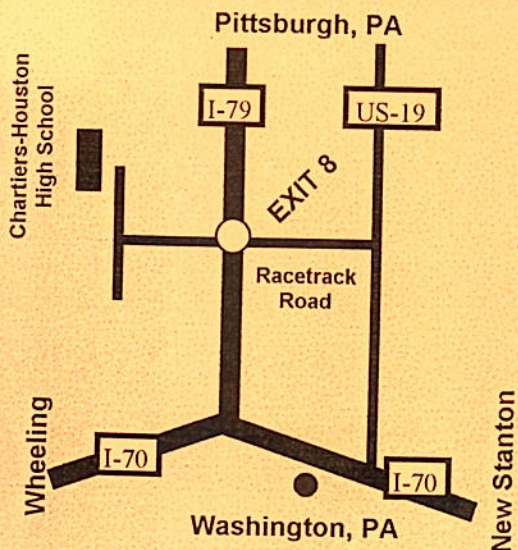 Pittsburgh, PA
I-79
US-19
Chartiers-Houston
High School
EXIT 8
Racetrack
Road
Wheeling
I-70
I-70
New Stanton
Washington, PA